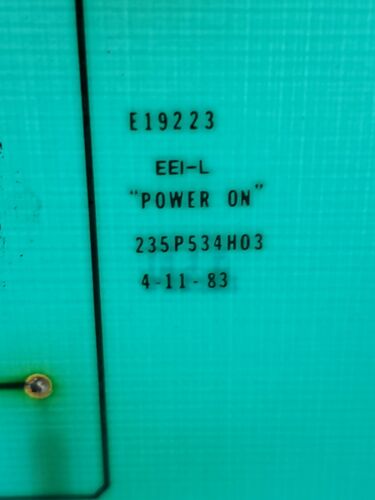 E19223
EEI-L
"POWER ON"
235P534H03
4-11-83